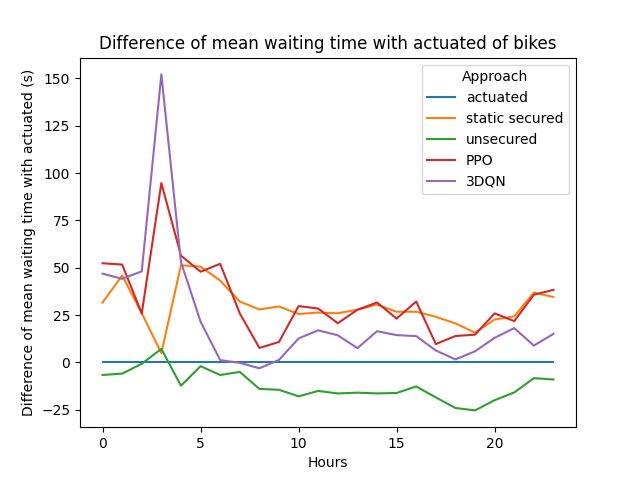 Difference of mean waiting time with actuated of bikes
Difference of mean waiting time with actuated (s)
150
125
100
75
50
25
0
−25
Approach
actuated
static secured
unsecured
PPO
3DQN
0 5 10 15 20
Hours